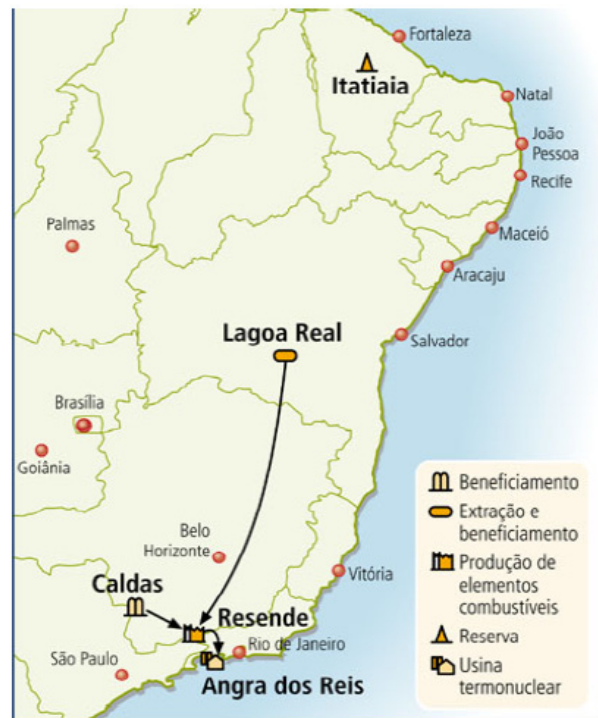 Fortaleza
Itatiaia
Natal
João
Pessoa
Recife
Palmas
Maceió
Aracaju
Lagoa Real
Salvador
Brasília
Goiânia
Belo
Horizonte
Vitória
Caldas
Resende
Rio de Janeiro
São Paulo
Angra dos Reis
Beneficiamento
Extração e
beneficiamento
Produção de
elementos
combustíveis
Reserva
Usina
termonuclear